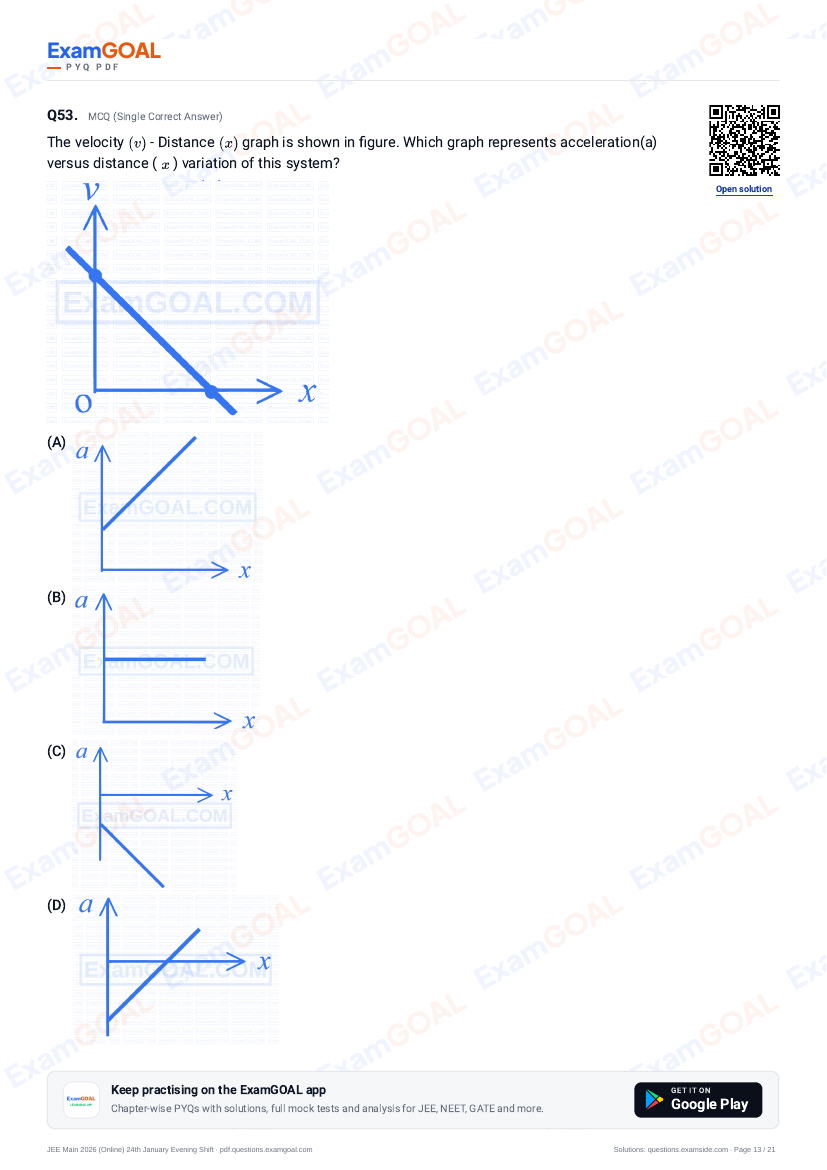 ExamGOAL
PYQ PDF
Q53. MCQ (Single Correct Answer)
The velocity (v) - Distance (x) graph is shown in figure. Which graph represents acceleration(a)
versus distance ( x ) variation of this system?
Open solution
v
ExamGOAL.COM
O
x
(A)
a
ExamGOAL.COM
x
(B)
a
ExamGOAL.COM
x
(C)
a
x
ExamGOAL.COM
(D)
a
x
ExamGOAL.COM
Keep practising on the ExamGOAL app
Chapter-wise PYQs with solutions, full mock tests and analysis for JEE, NEET, GATE and more.
GET IT ON
Google Play
JEE Main 2026 (Online) 24th January Evening Shift · pdf.questions.examgoal.com
Solutions: questions.examside.com · Page 13 / 21